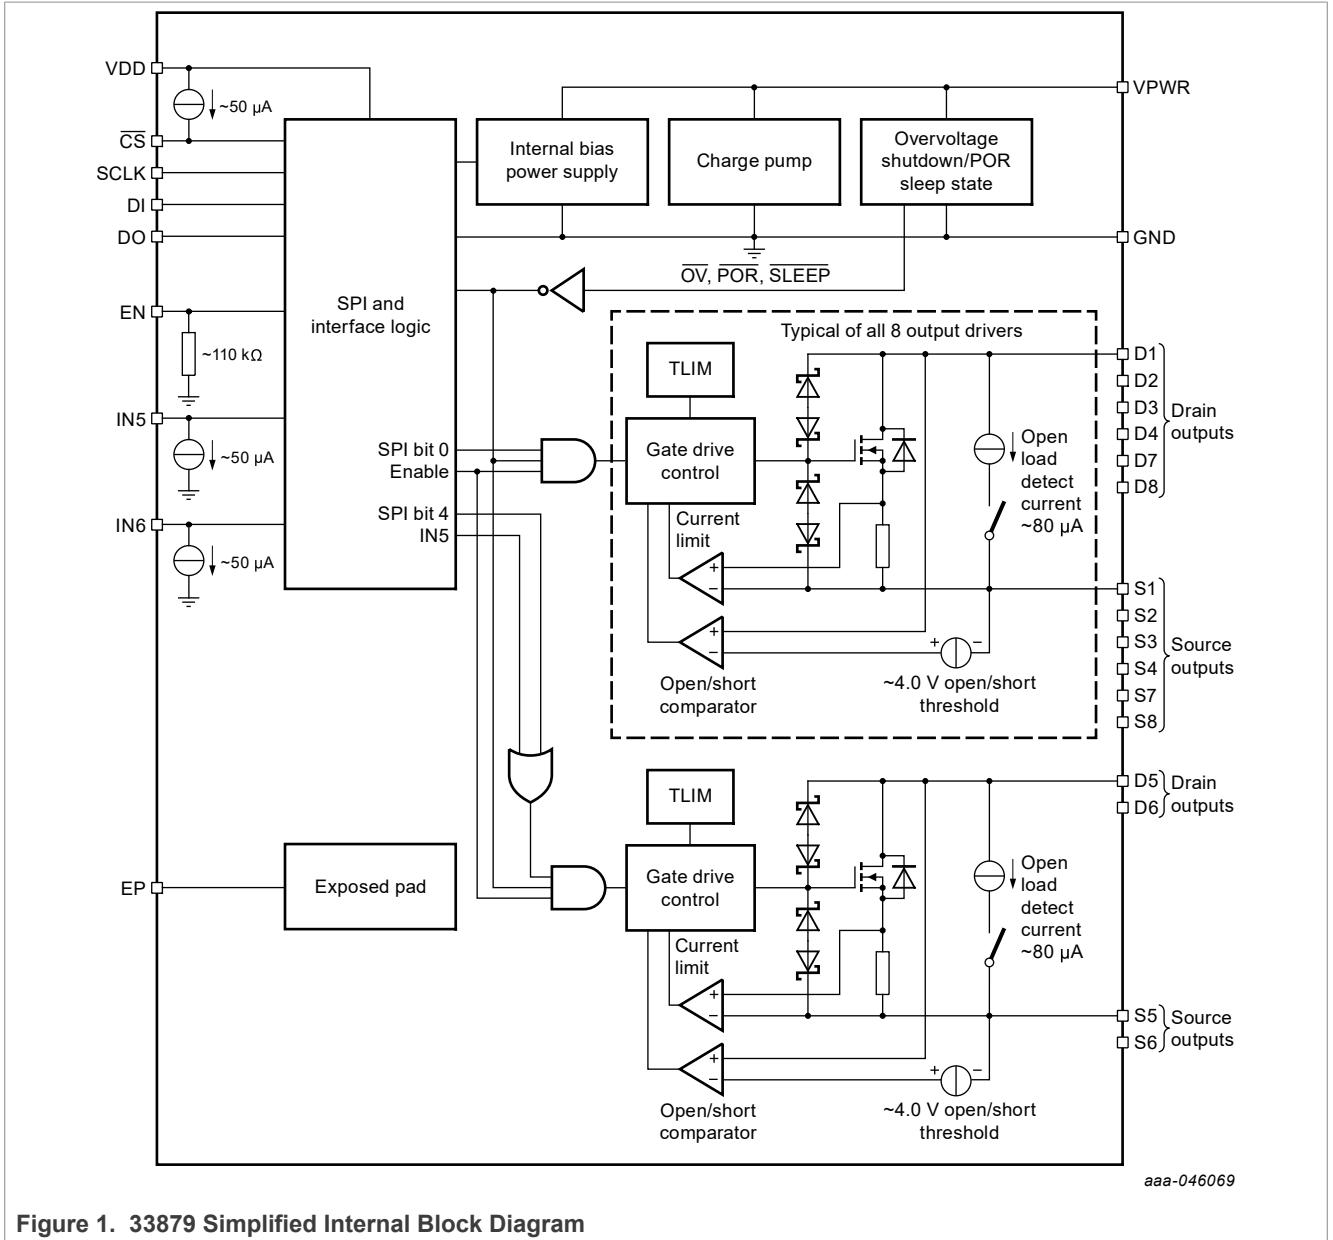 VDD
~50 µA
C̅S̅
SCLK
DI
DO
EN
~110 kΩ
IN5
~50 µA
IN6
~50 µA
EP
SPI and
interface logic
SPI bit 0
Enable
SPI bit 4
IN5
Exposed pad
Internal bias
power supply
Charge pump
Overvoltage
shutdown/POR
sleep state
VPWR
GND
O̅V̅, P̅O̅R̅, S̅L̅E̅E̅P̅
Typical of all 8 output drivers
TLIM
Gate drive
control
Current
limit
+
−
+
−
Open/short
comparator
Open
load
detect
current
~80 µA
+
−
~4.0 V open/short
threshold
D1
D2
D3
D4
D7
D8
Drain
outputs
S1
S2
S3
S4
S7
S8
Source
outputs
TLIM
Gate drive
control
Current
limit
+
−
+
−
Open/short
comparator
Open
load
detect
current
~80 µA
+
−
~4.0 V open/short
threshold
D5
D6
Drain
outputs
S5
S6
Source
outputs
aaa-046069
Figure 1. 33879 Simplified Internal Block Diagram